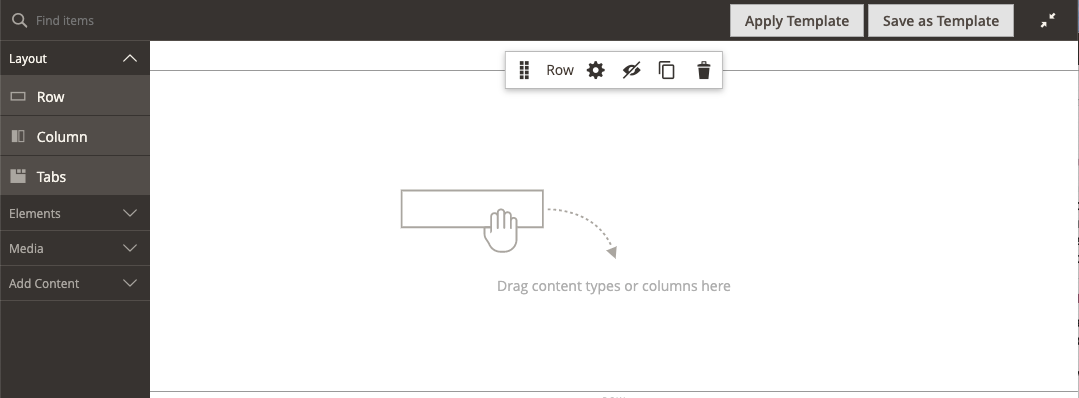 Find items
Apply Template
Save as Template
Layout
Row
Row
Column
Tabs
Elements
Media
Drag content types or columns here
Add Content